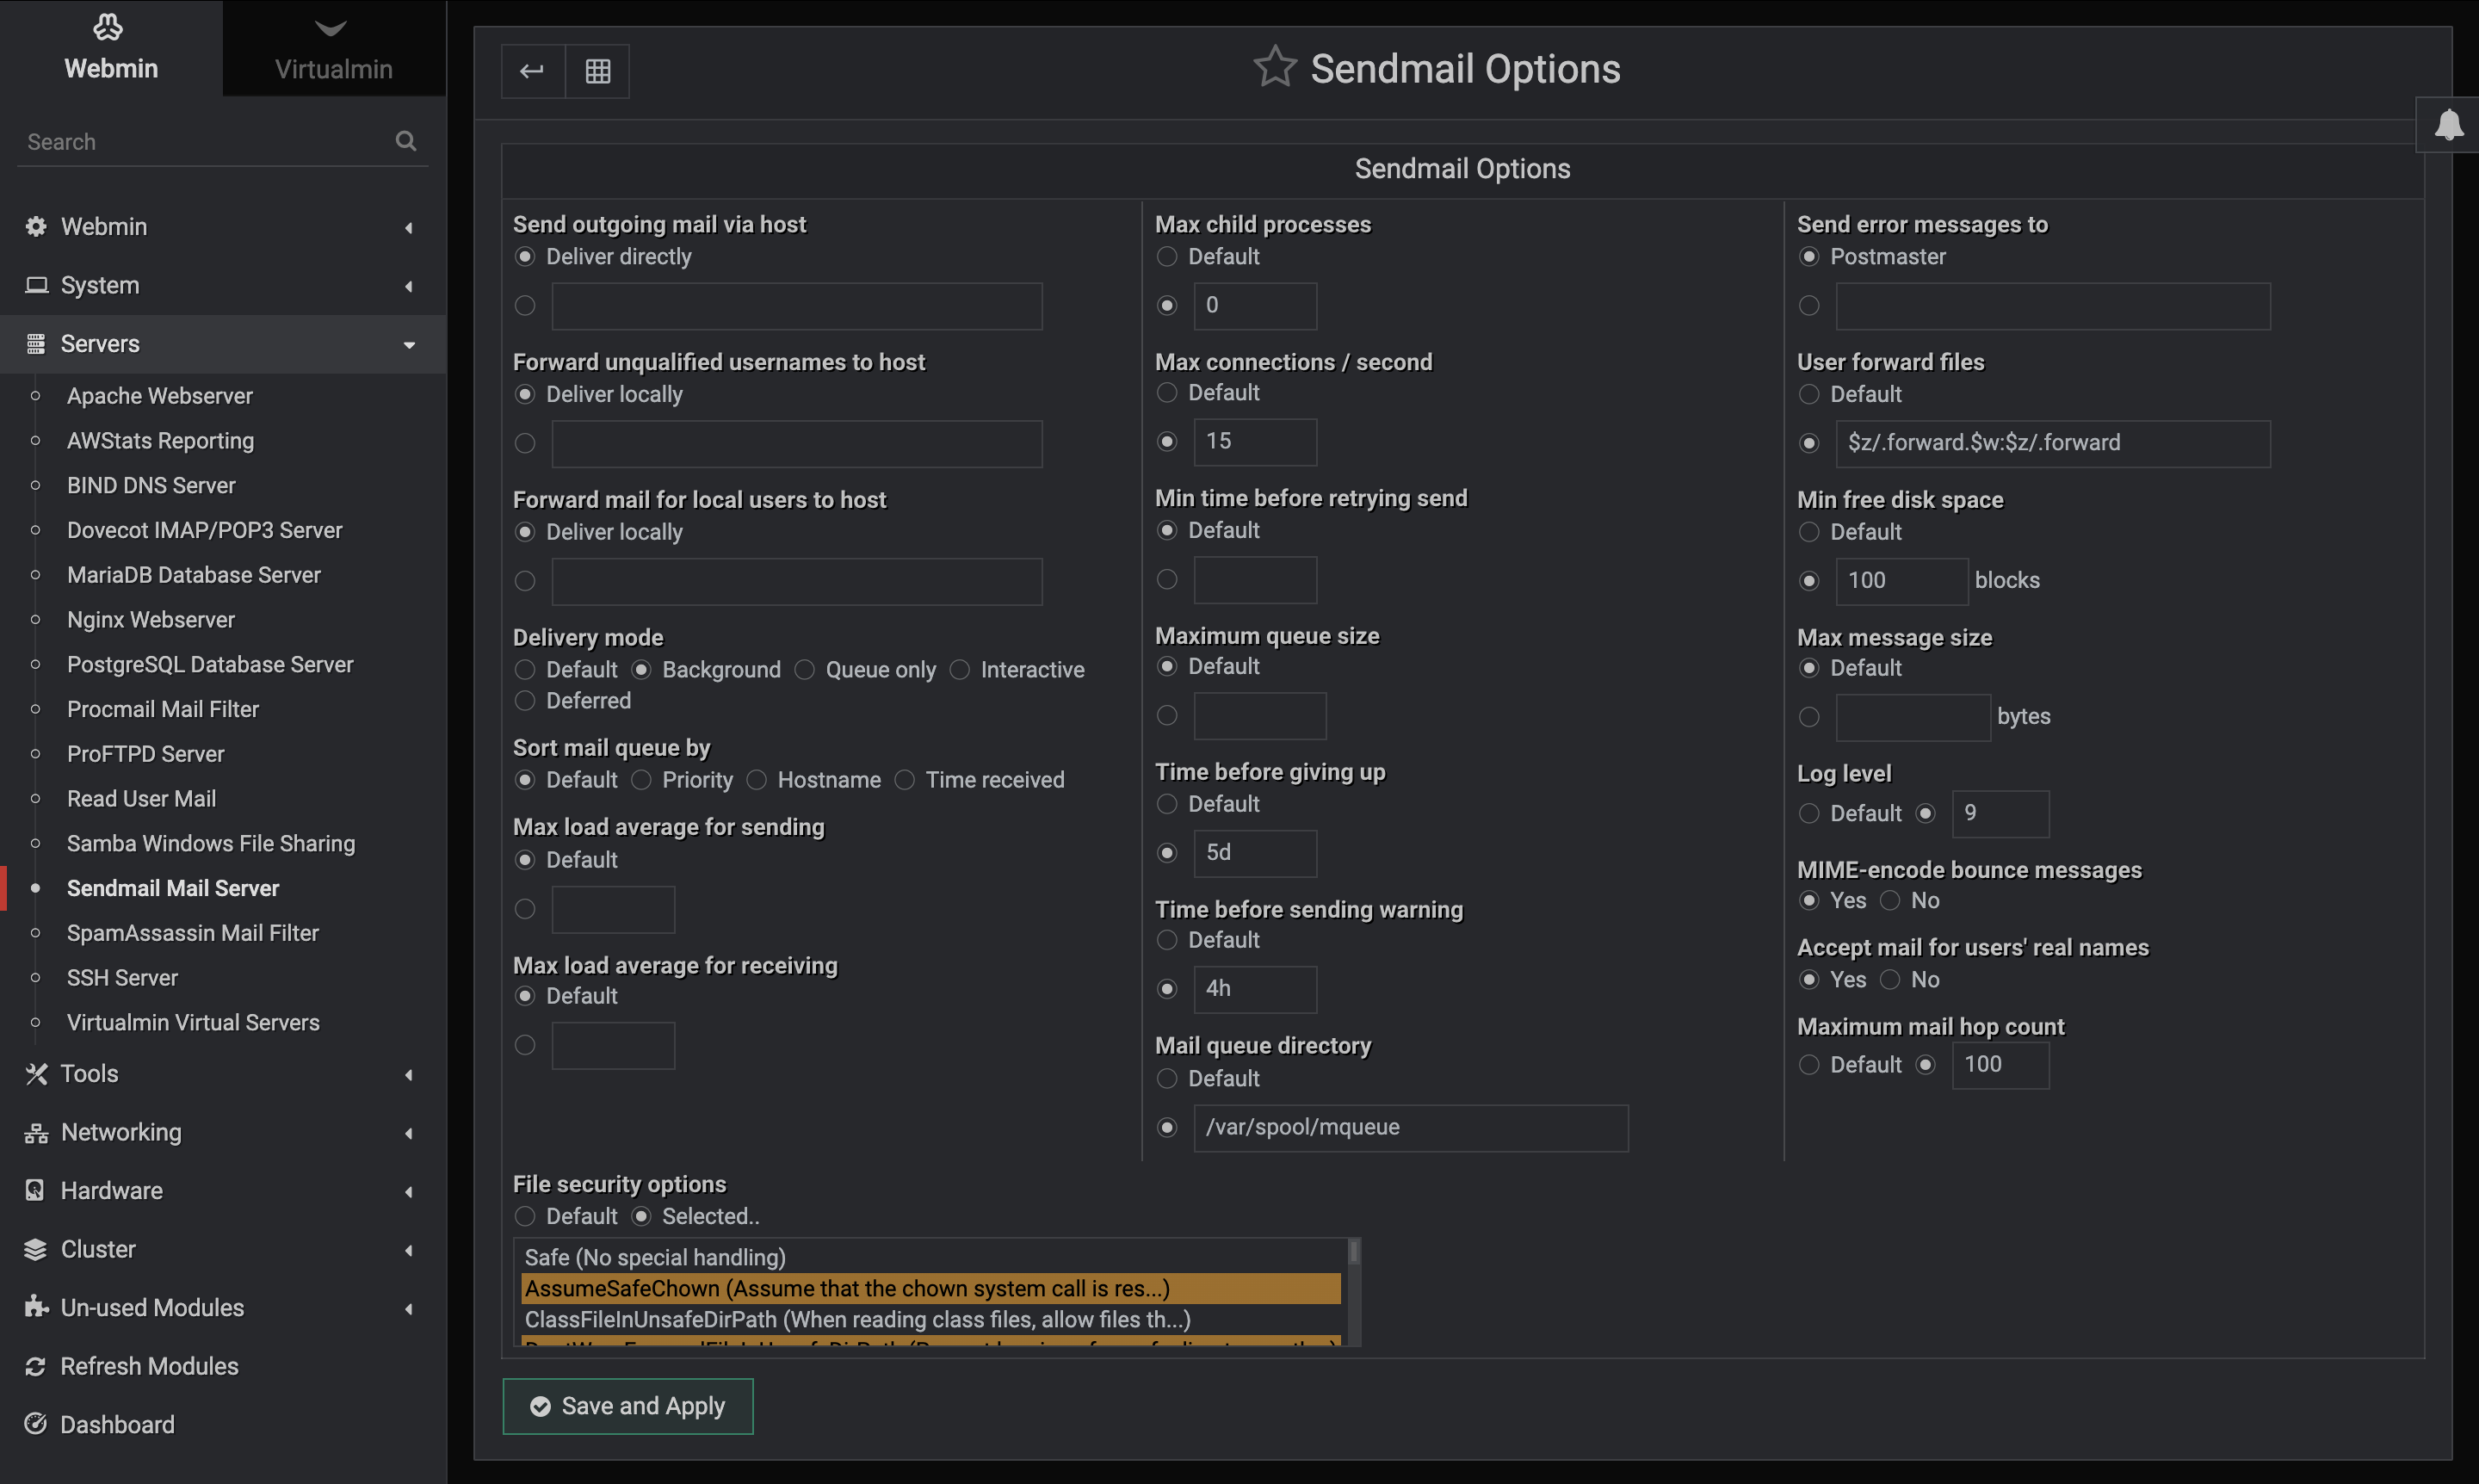 Webmin
Virtualmin
Search
Webmin
System
Servers
Apache Webserver
AWStats Reporting
BIND DNS Server
Dovecot IMAP/POP3 Server
MariaDB Database Server
Nginx Webserver
PostgreSQL Database Server
Procmail Mail Filter
ProFTPD Server
Read User Mail
Samba Windows File Sharing
Sendmail Mail Server
SpamAssassin Mail Filter
SSH Server
Virtualmin Virtual Servers
Tools
Networking
Hardware
Cluster
Un-used Modules
Refresh Modules
Dashboard
Sendmail Options
Sendmail Options
Send outgoing mail via host
Deliver directly
Forward unqualified usernames to host
Deliver locally
Forward mail for local users to host
Deliver locally
Delivery mode
Default Background Queue only Interactive
Deferred
Sort mail queue by
Default Priority Hostname Time received
Max load average for sending
Default
Max load average for receiving
Default
Max child processes
Default
0
Max connections / second
Default
15
Min time before retrying send
Default
Maximum queue size
Default
Time before giving up
Default
5d
Time before sending warning
Default
4h
Mail queue directory
Default
/var/spool/mqueue
Send error messages to
Postmaster
User forward files
Default
$z/.forward.$w:$z/.forward
Min free disk space
Default
100 blocks
Max message size
Default
bytes
Log level
Default 9
MIME-encode bounce messages
Yes No
Accept mail for users' real names
Yes No
Maximum mail hop count
Default 100
File security options
Default Selected..
Safe (No special handling)
AssumeSafeChown (Assume that the chown system call is res...)
ClassFileInUnsafeDirPath (When reading class files, allow files th...)
Save and Apply